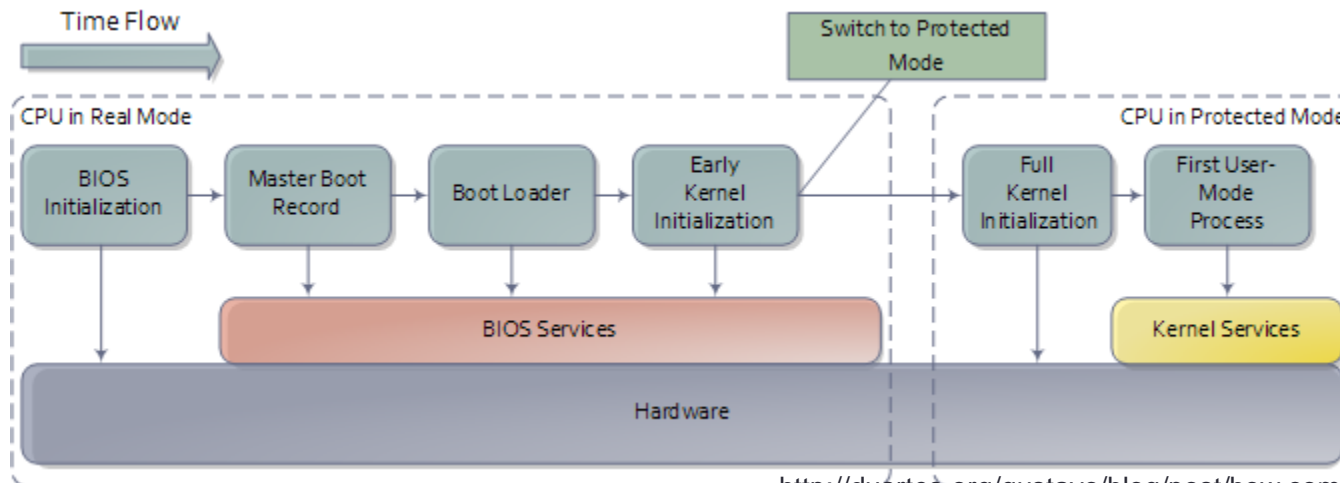 Time Flow
Switch to Protected
Mode
CPU in Real Mode
CPU in Protected Mode
BIOS
Initialization
Master Boot
Record
Boot Loader
Early
Kernel
Initialization
Full
Kernel
Initialization
First User-
Mode
Process
BIOS Services
Kernel Services
Hardware